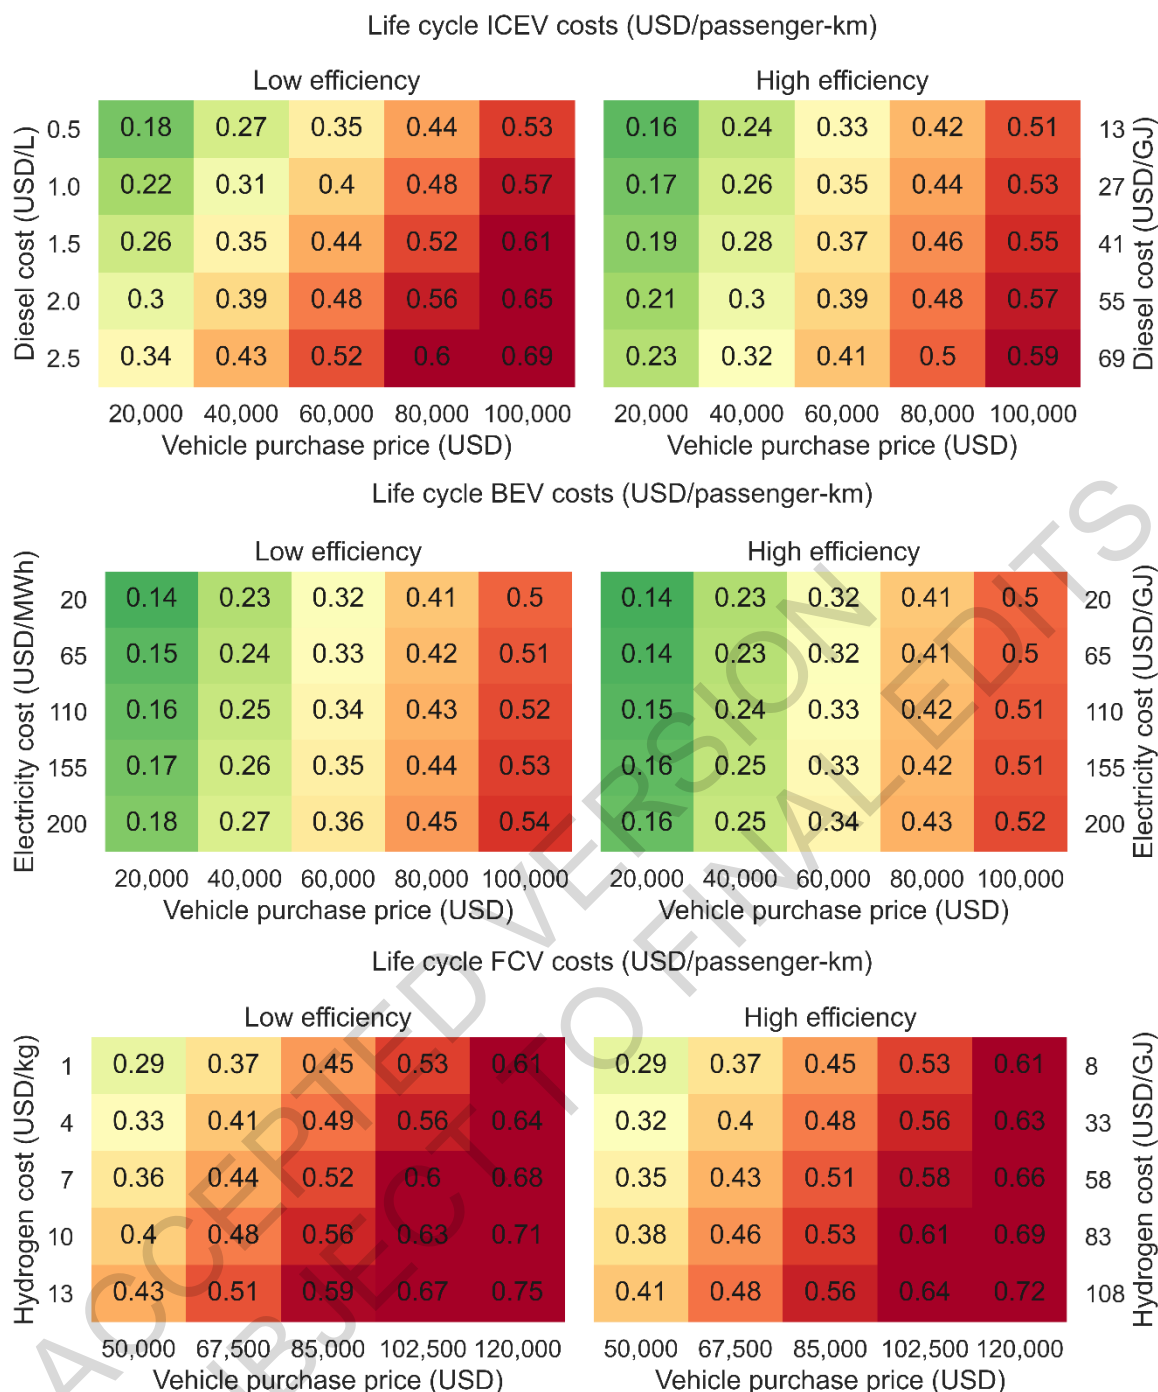 Life cycle ICEV costs (USD/passenger-km)
Low efficiency High efficiency
Diesel cost (USD/L)
0.5 0.18 0.27 0.35 0.44 0.53 0.16 0.24 0.33 0.42 0.51 13
1.0 0.22 0.31 0.4 0.48 0.57 0.17 0.26 0.35 0.44 0.53 27
1.5 0.26 0.35 0.44 0.52 0.61 0.19 0.28 0.37 0.46 0.55 41
2.0 0.3 0.39 0.48 0.56 0.65 0.21 0.3 0.39 0.48 0.57 55
2.5 0.34 0.43 0.52 0.6 0.69 0.23 0.32 0.41 0.5 0.59 69
Diesel cost (USD/GJ)
20,000 40,000 60,000 80,000 100,000 20,000 40,000 60,000 80,000 100,000
Vehicle purchase price (USD) Vehicle purchase price (USD)
Life cycle BEV costs (USD/passenger-km)
Low efficiency High efficiency
Electricity cost (USD/MWh)
20 0.14 0.23 0.32 0.41 0.5 0.14 0.23 0.32 0.41 0.5 20
65 0.15 0.24 0.33 0.42 0.51 0.14 0.23 0.32 0.41 0.5 65
110 0.16 0.25 0.34 0.43 0.52 0.15 0.24 0.33 0.42 0.51 110
155 0.17 0.26 0.35 0.44 0.53 0.16 0.25 0.33 0.42 0.51 155
200 0.18 0.27 0.36 0.45 0.54 0.16 0.25 0.34 0.43 0.52 200
Electricity cost (USD/GJ)
20,000 40,000 60,000 80,000 100,000 20,000 40,000 60,000 80,000 100,000
Vehicle purchase price (USD) Vehicle purchase price (USD)
Life cycle FCV costs (USD/passenger-km)
Low efficiency High efficiency
Hydrogen cost (USD/kg)
1 0.29 0.37 0.45 0.53 0.61 0.29 0.37 0.45 0.53 0.61 8
4 0.33 0.41 0.49 0.56 0.64 0.32 0.4 0.48 0.56 0.63 33
7 0.36 0.44 0.52 0.6 0.68 0.35 0.43 0.51 0.58 0.66 58
10 0.4 0.48 0.56 0.63 0.71 0.38 0.46 0.53 0.61 0.69 83
13 0.43 0.51 0.59 0.67 0.75 0.41 0.48 0.56 0.64 0.72 108
Hydrogen cost (USD/GJ)
50,000 67,500 85,000 102,500 120,000 50,000 67,500 85,000 102,500 120,000
Vehicle purchase price (USD) Vehicle purchase price (USD)
ACCEPTED VERSION
SUBJECT TO FINAL EDITS